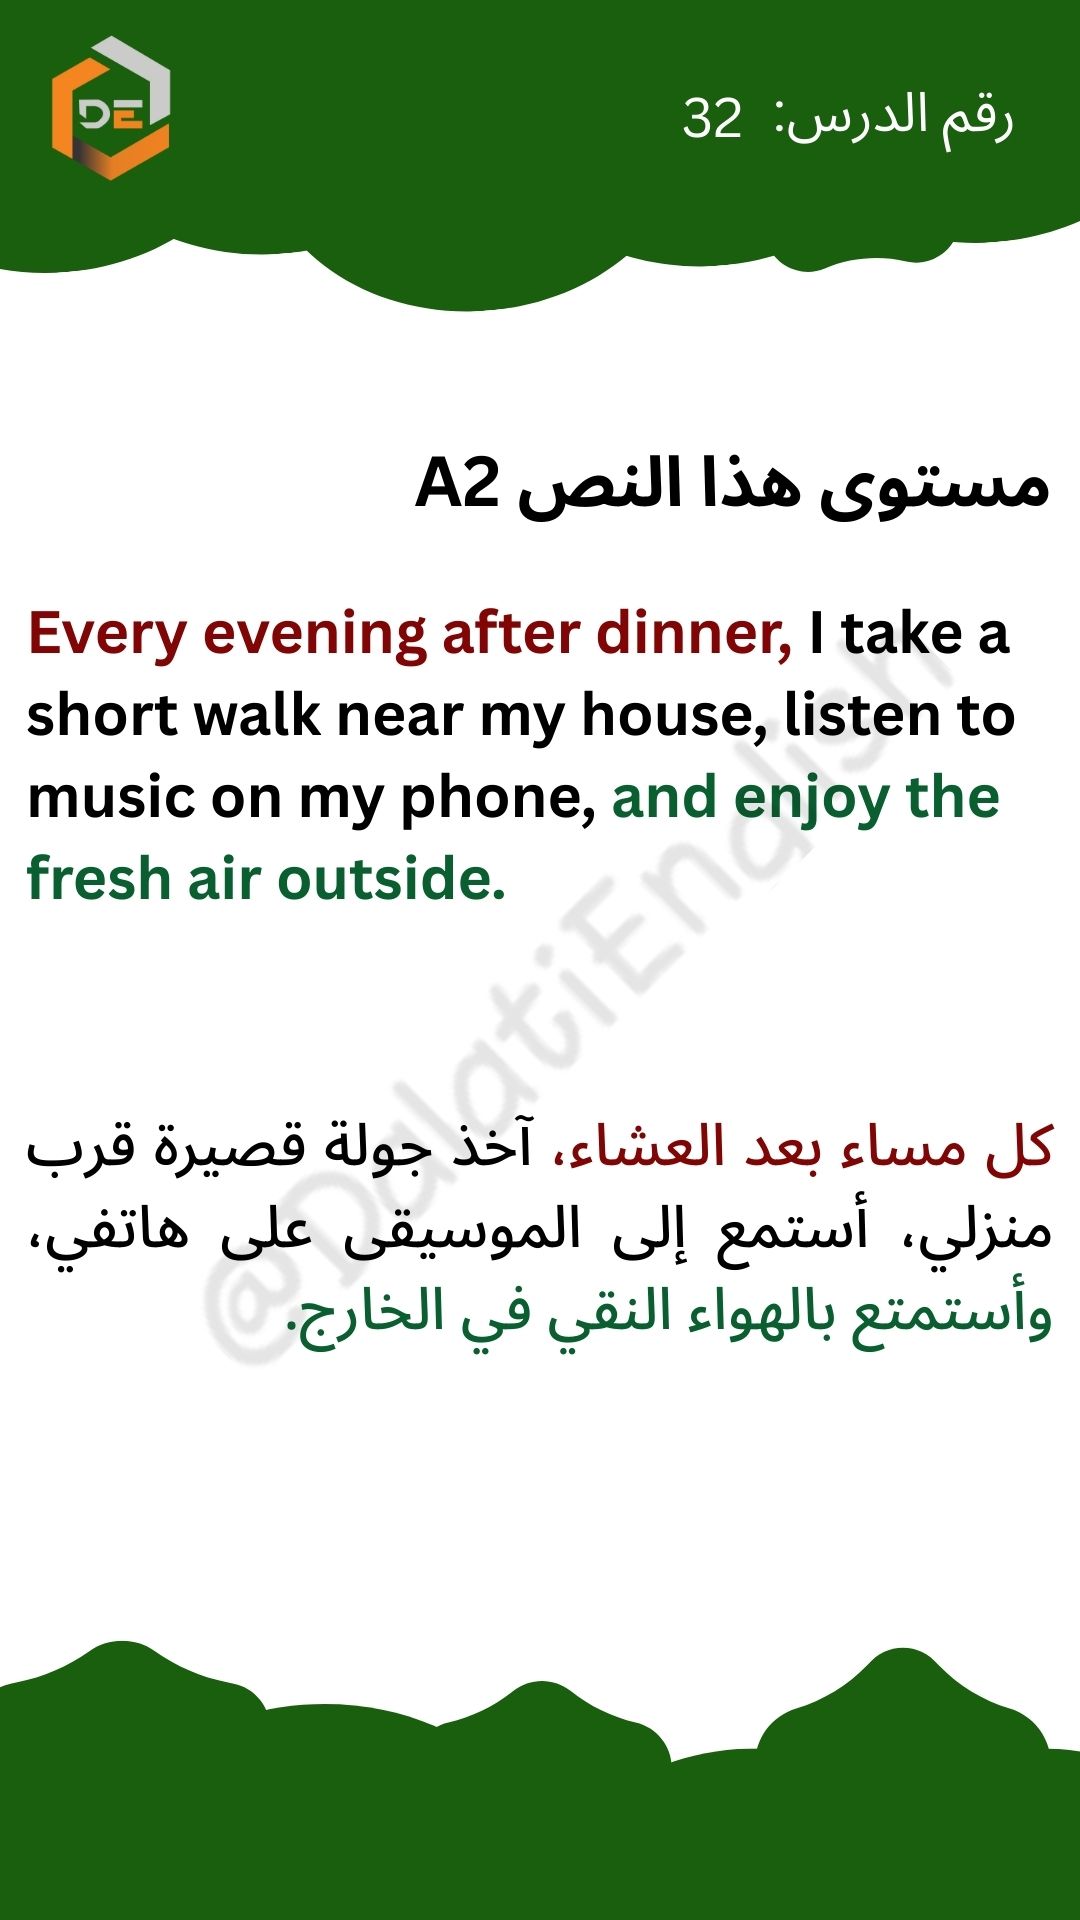 DE
رقم الدرس: 32
مستوى هذا النص A2
Every evening after dinner, I take a
short walk near my house, listen to
music on my phone, and enjoy the
fresh air outside.
كل مساء بعد العشاء، آخذ جولة قصيرة قرب
منزلي، أستمع إلى الموسيقى على هاتفي،
وأستمتع بالهواء النقي في الخارج.
@DalatiEnglish